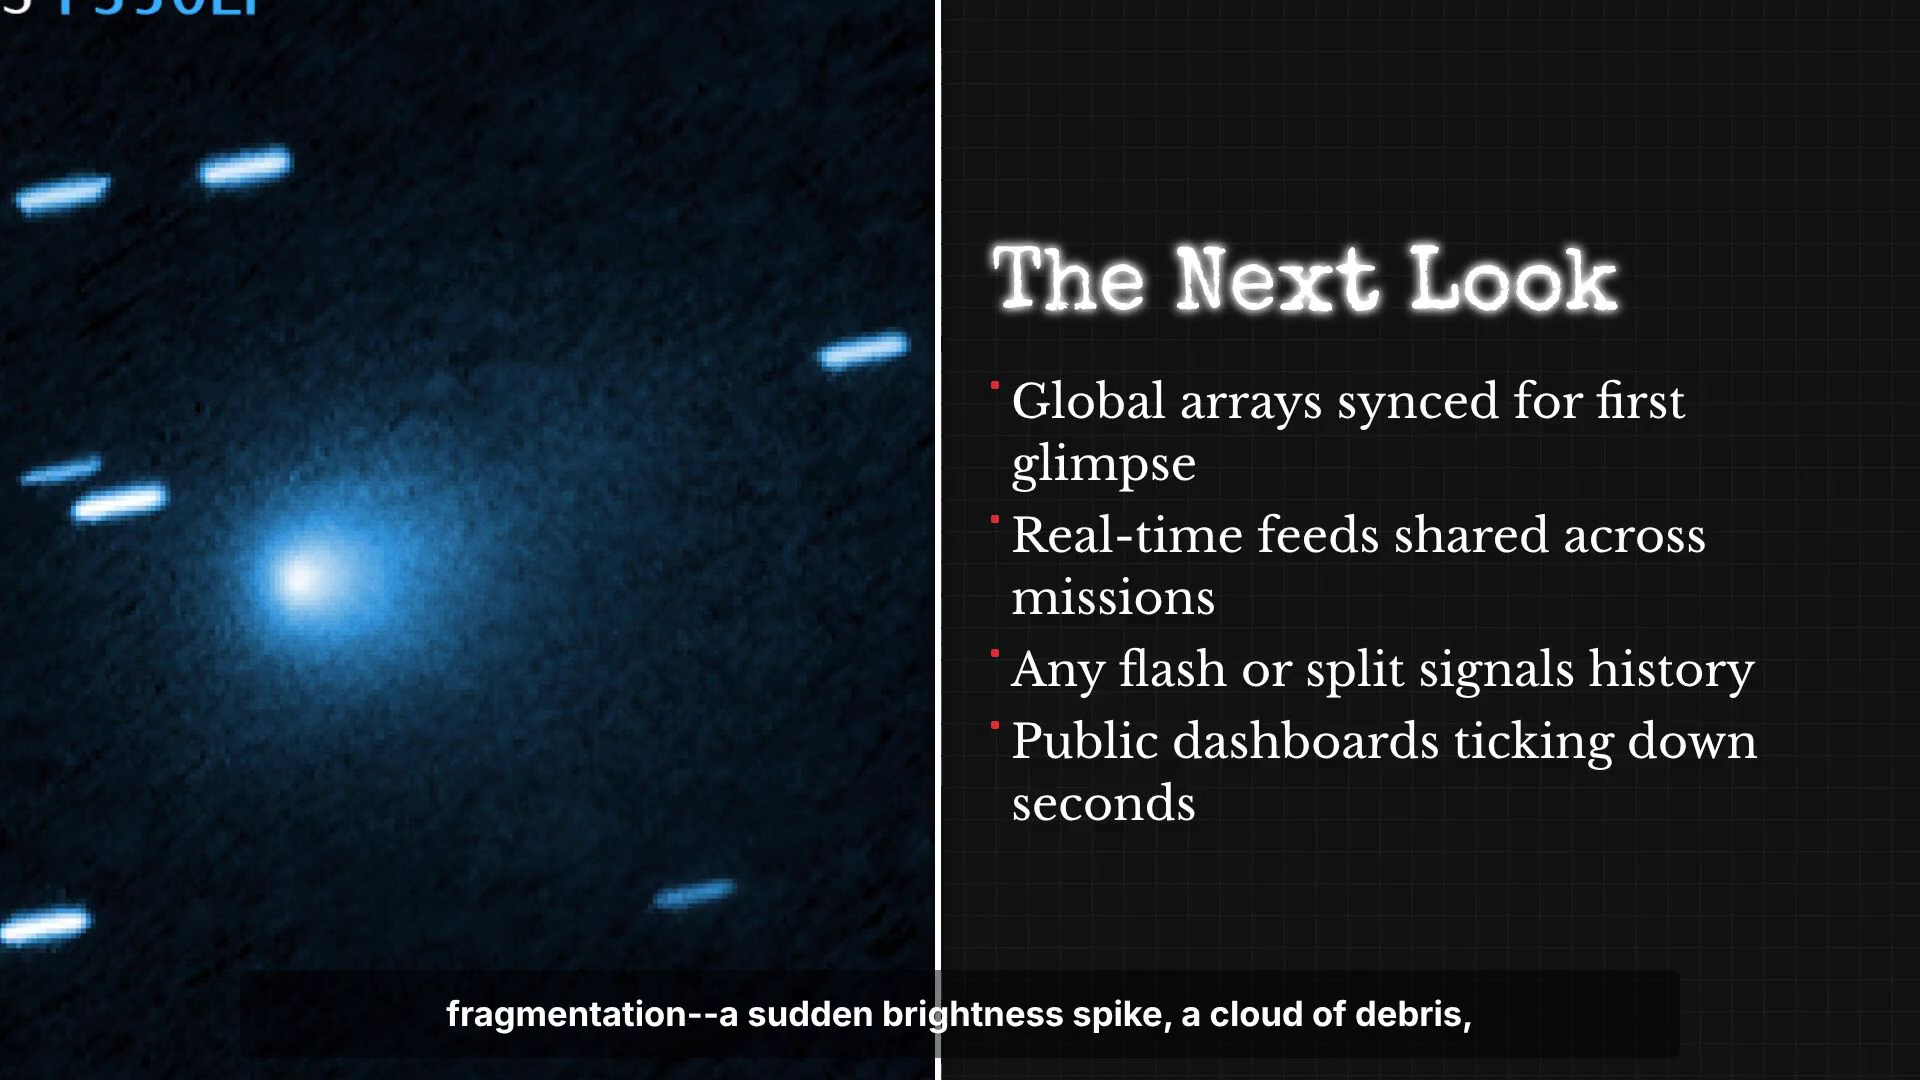 The Next Look
Global arrays synced for first
glimpse
Real-time feeds shared across
missions
Any flash or split signals history
Public dashboards ticking down
seconds
fragmentation--a sudden brightness spike, a cloud of debris,